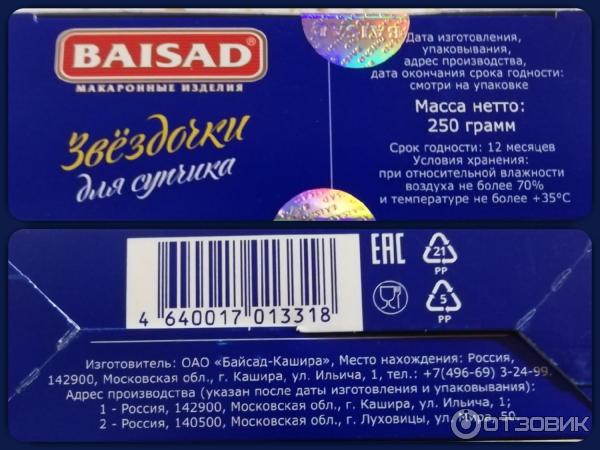 BAISAD
МАКАРОННЫЕ ИЗДЕЛИЯ
Звёздочки
для супчика
Дата изготовления,
упаковывания,
адрес производства,
дата окончания срока годности:
смотри на упаковке
Масса нетто:
250 грамм
Срок годности: 12 месяцев
Условия хранения:
при относительной влажности
воздуха не более 70%
и температуре не более +35°С
EAC
21
PP
5
PP
4 640017 013318
Изготовитель: ОАО «Байсад-Кашира», Место нахождения: Россия,
142900, Московская обл., г. Кашира, ул. Ильича, 1, тел.: +7(496-69) 3-24-99.
Адрес производства (указан после даты изготовления и упаковывания):
1 - Россия, 142900, Московская обл., г. Кашира, ул. Ильича, 1;
2 - Россия, 140500, Московская обл., г. Луховицы, ул. Мира, 50.
ОТЗОВИК